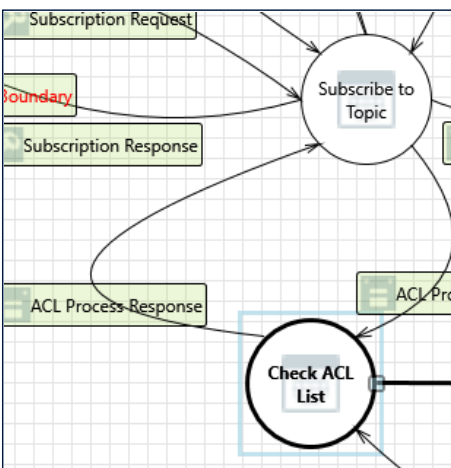 Subscription Request
Subscribe to
Topic
Boundary
Subscription Response
ACL Process Response
ACL Pro
Check ACL
List